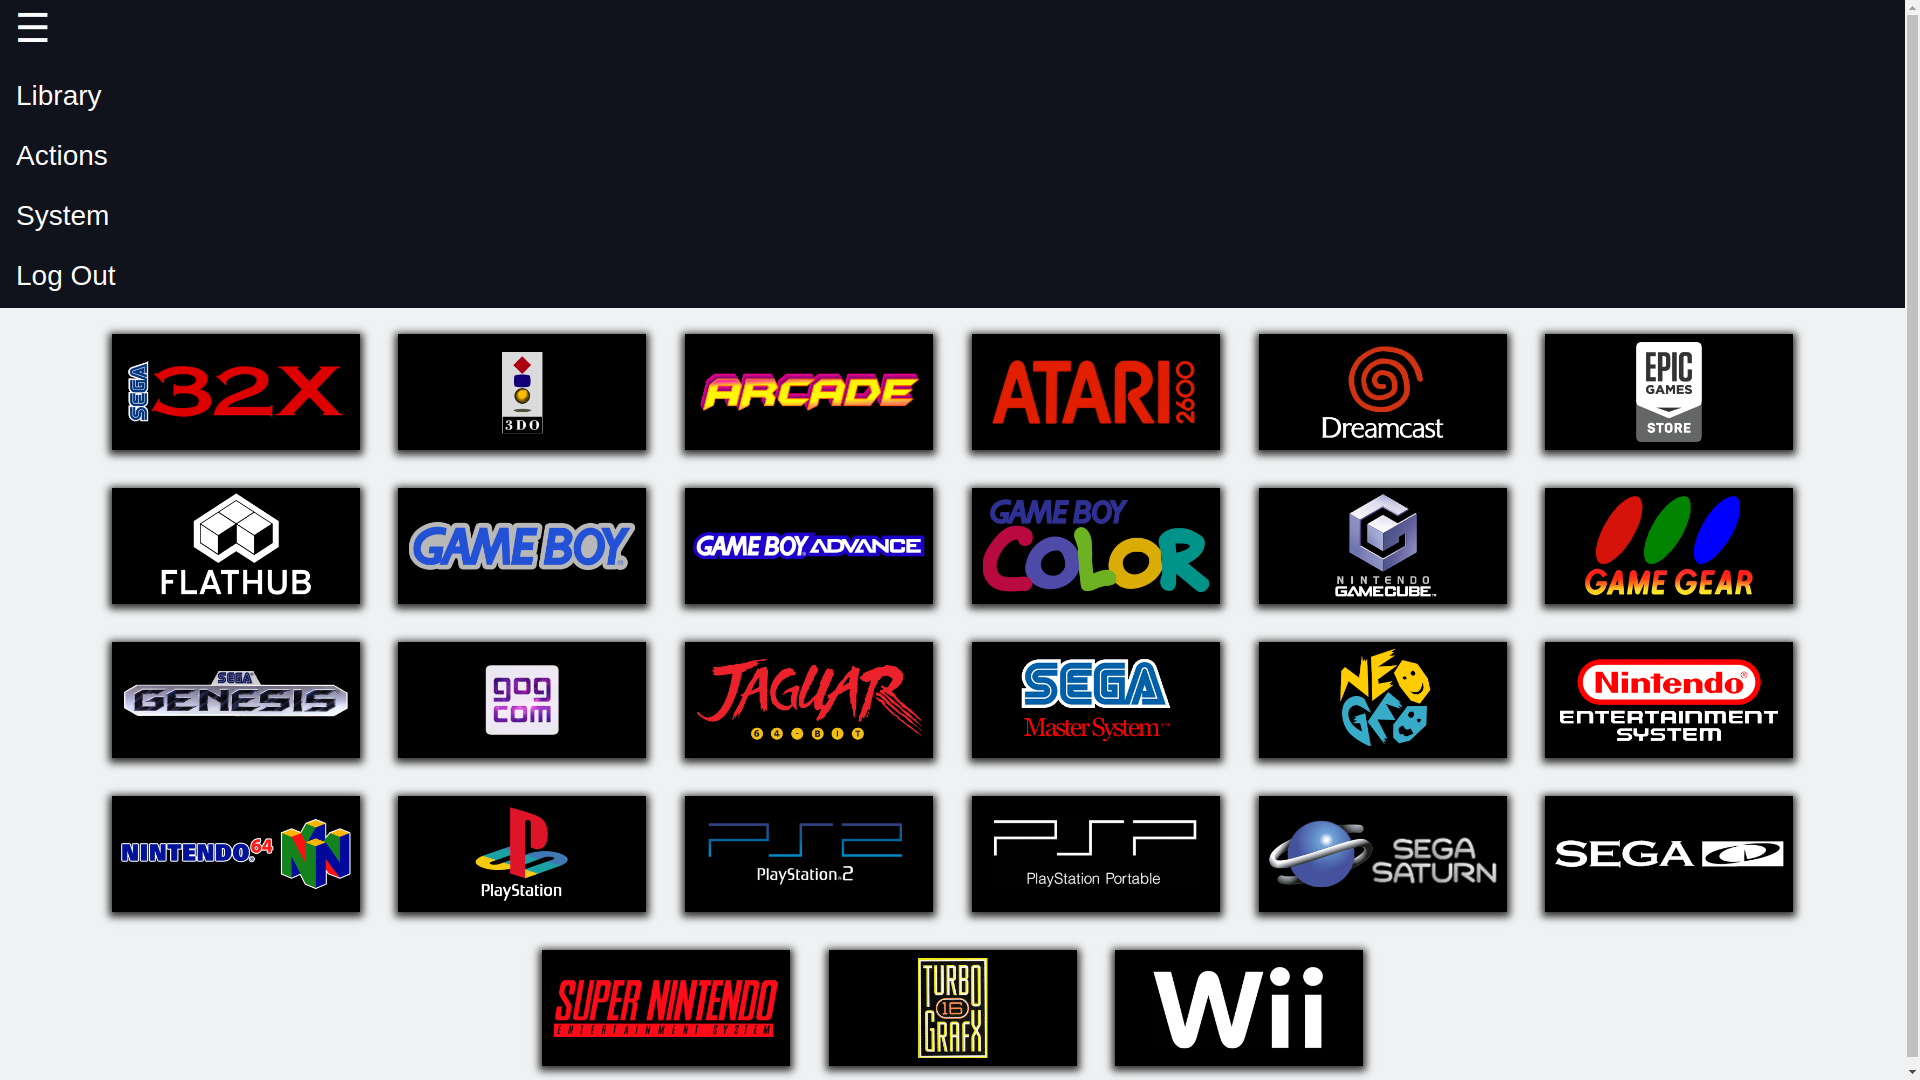 ☰
Library
Actions
System
Log Out
SEGA 32X
3DO
ARCADE
ATARI 2600
Dreamcast
EPIC
GAMES
STORE
FLATHUB
GAME BOY
GAME BOY ADVANCE
GAME BOY
COLOR
NINTENDO
GAMECUBE™
GAME GEAR
SEGA
GENESIS
gog
com
JAGUAR
64-BIT
SEGA
Master System™
NEO
GEO
Nintendo®
ENTERTAINMENT
SYSTEM
NINTENDO 64
PlayStation
PS2
PlayStation®2
PSP
PlayStation Portable
SEGA
SATURN
SEGA CD
SUPER NINTENDO
ENTERTAINMENT SYSTEM
TURBO
16
GRAFX
Wii